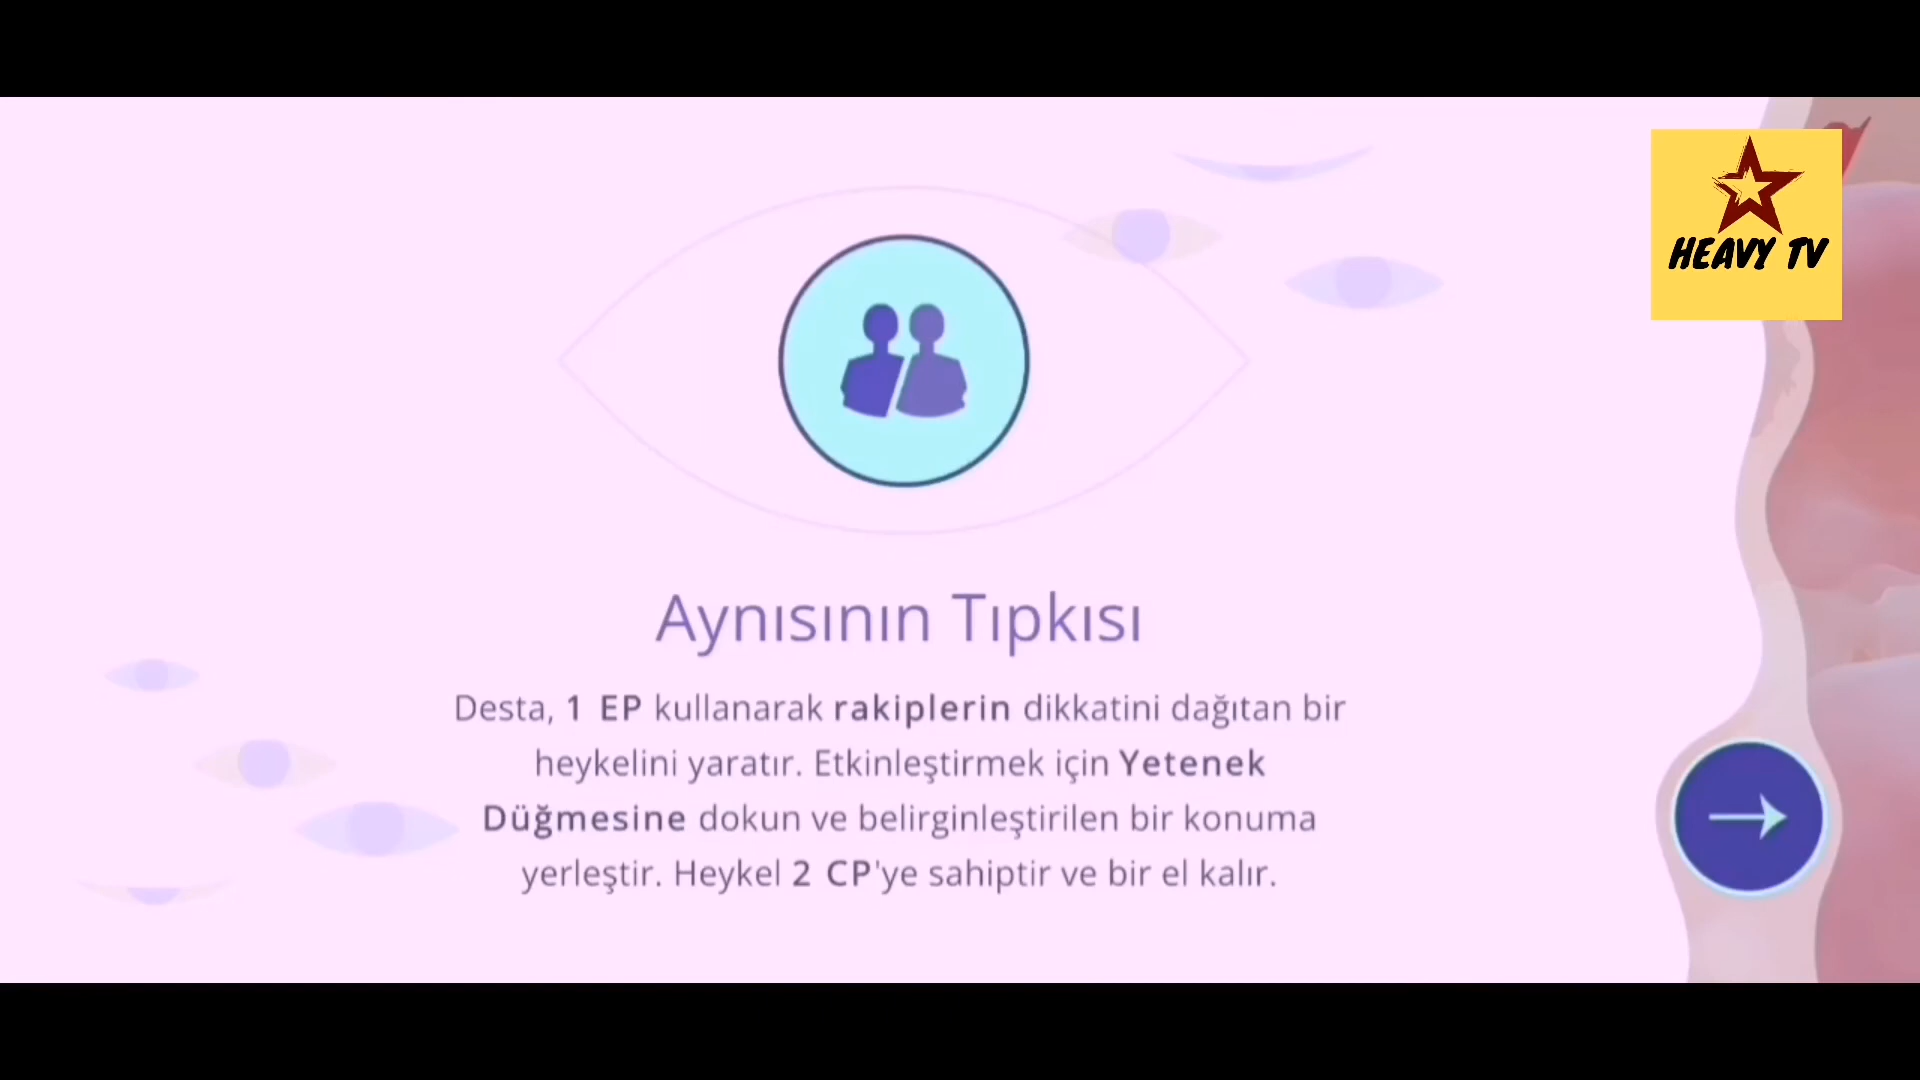 HEAVY TV
Aynısının Tıpkısı
Desta, 1 EP kullanarak rakiplerin dikkatini dağıtan bir
heykelini yaratır. Etkinleştirmek için Yetenek
Düğmesine dokun ve belirginleştirilen bir konuma
yerleştir. Heykel 2 CP'ye sahiptir ve bir el kalır.